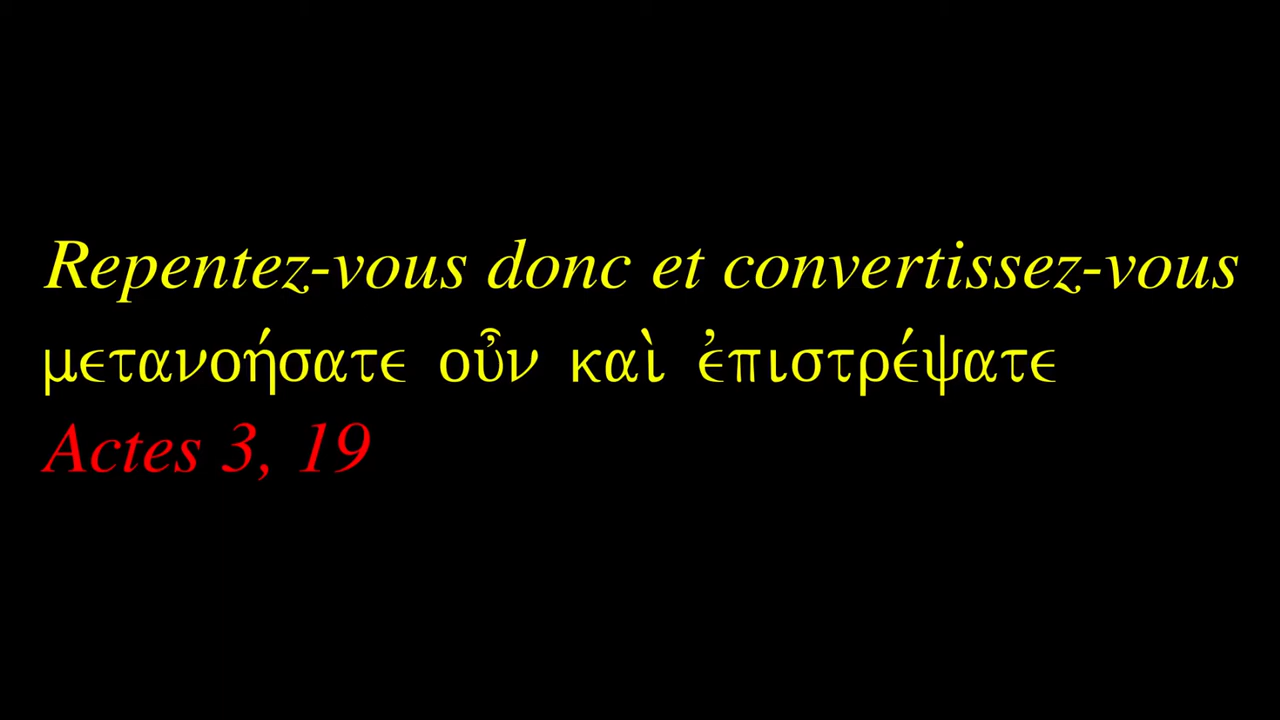 Repentez-vous donc et convertissez-vous
μετανοήσατε οὖν καὶ ἐπιστρέψατε
Actes 3, 19